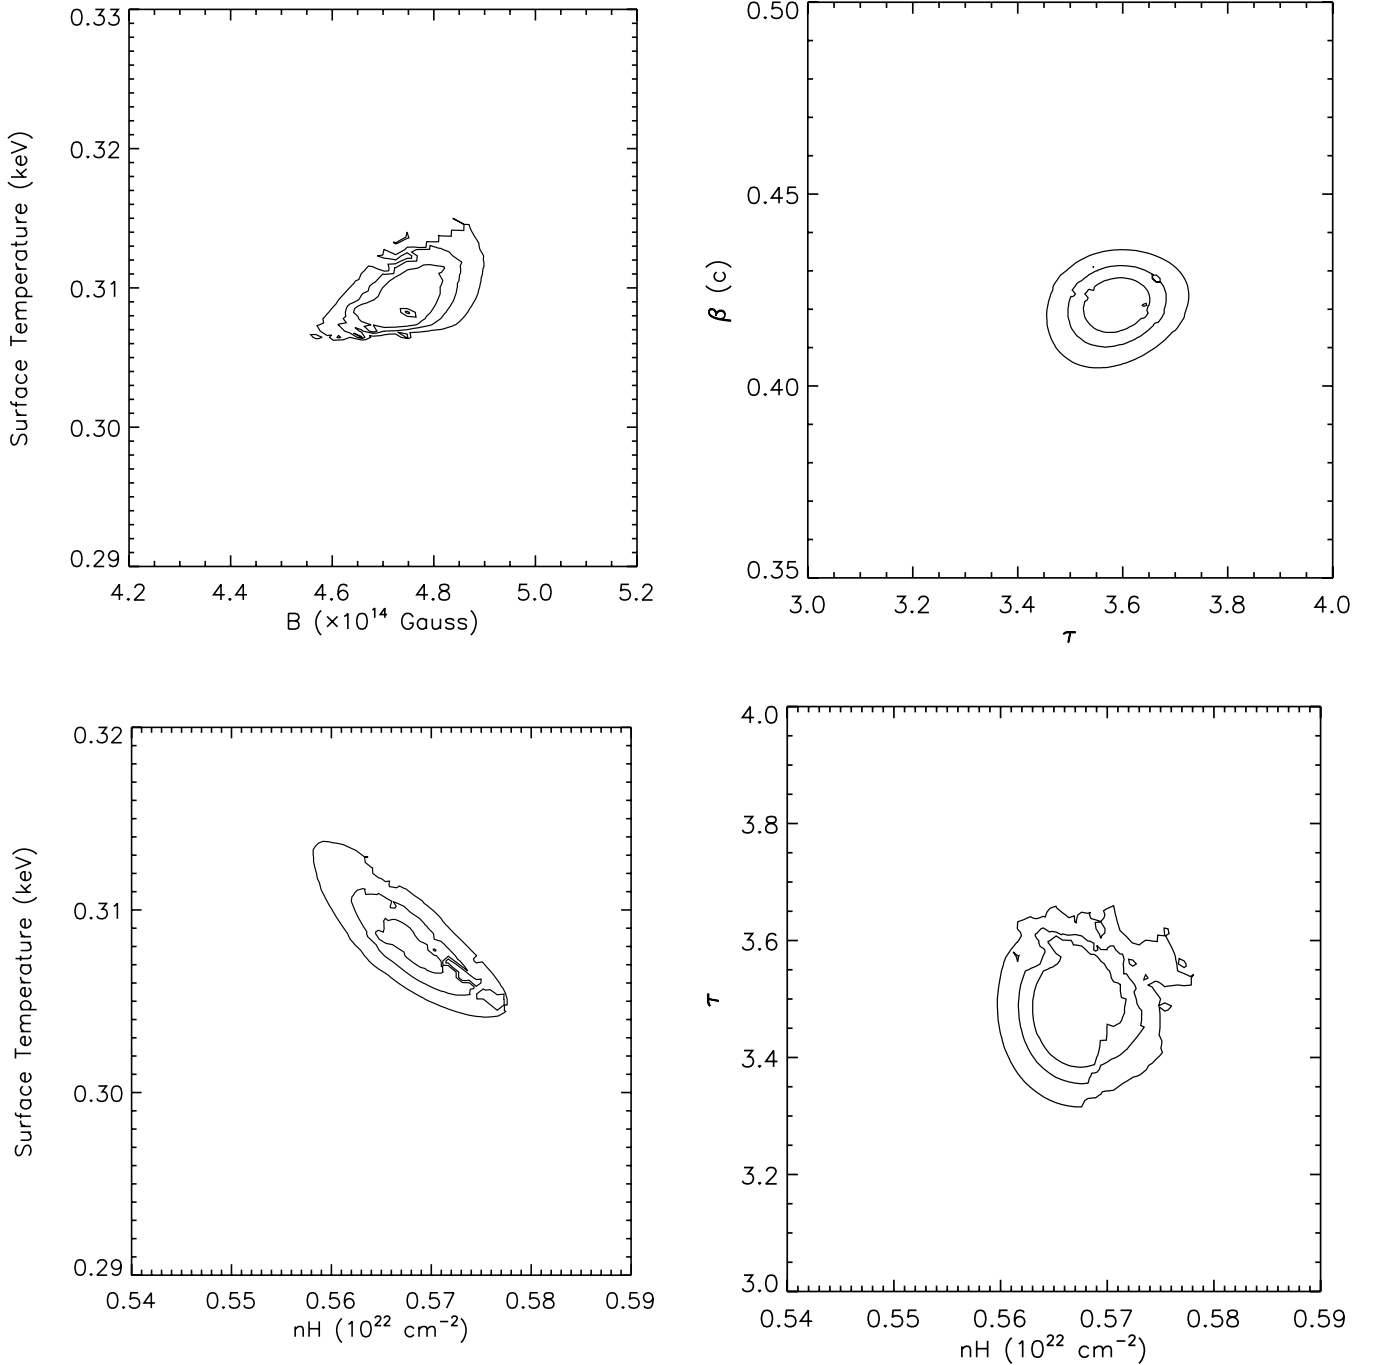 0.33
0.32
0.31
0.30
0.29
Surface Temperature (keV)
4.2 4.4 4.6 4.8 5.0 5.2
B (×10¹⁴ Gauss)
0.50
0.45
0.40
0.35
β (c)
3.0 3.2 3.4 3.6 3.8 4.0
τ
0.32
0.31
0.30
0.29
Surface Temperature (keV)
0.54 0.55 0.56 0.57 0.58 0.59
nH (10²² cm⁻²)
4.0
3.8
3.6
3.4
3.2
3.0
τ
0.54 0.55 0.56 0.57 0.58 0.59
nH (10²² cm⁻²)